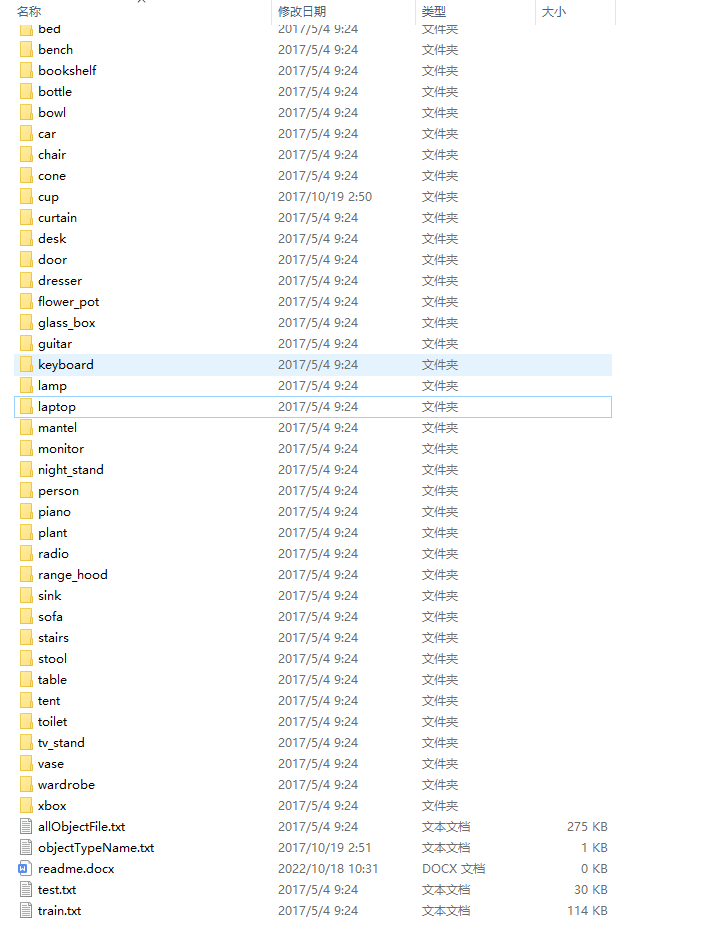 名称 修改日期 类型 大小
bed 2017/5/4 9:24 文件夹
bench 2017/5/4 9:24 文件夹
bookshelf 2017/5/4 9:24 文件夹
bottle 2017/5/4 9:24 文件夹
bowl 2017/5/4 9:24 文件夹
car 2017/5/4 9:24 文件夹
chair 2017/5/4 9:24 文件夹
cone 2017/5/4 9:24 文件夹
cup 2017/10/19 2:50 文件夹
curtain 2017/5/4 9:24 文件夹
desk 2017/5/4 9:24 文件夹
door 2017/5/4 9:24 文件夹
dresser 2017/5/4 9:24 文件夹
flower_pot 2017/5/4 9:24 文件夹
glass_box 2017/5/4 9:24 文件夹
guitar 2017/5/4 9:24 文件夹
keyboard 2017/5/4 9:24 文件夹
lamp 2017/5/4 9:24 文件夹
laptop 2017/5/4 9:24 文件夹
mantel 2017/5/4 9:24 文件夹
monitor 2017/5/4 9:24 文件夹
night_stand 2017/5/4 9:24 文件夹
person 2017/5/4 9:24 文件夹
piano 2017/5/4 9:24 文件夹
plant 2017/5/4 9:24 文件夹
radio 2017/5/4 9:24 文件夹
range_hood 2017/5/4 9:24 文件夹
sink 2017/5/4 9:24 文件夹
sofa 2017/5/4 9:24 文件夹
stairs 2017/5/4 9:24 文件夹
stool 2017/5/4 9:24 文件夹
table 2017/5/4 9:24 文件夹
tent 2017/5/4 9:24 文件夹
toilet 2017/5/4 9:24 文件夹
tv_stand 2017/5/4 9:24 文件夹
vase 2017/5/4 9:24 文件夹
wardrobe 2017/5/4 9:24 文件夹
xbox 2017/5/4 9:24 文件夹
allObjectFile.txt 2017/5/4 9:24 文本文档 275 KB
objectTypeName.txt 2017/10/19 2:51 文本文档 1 KB
readme.docx 2022/10/18 10:31 DOCX 文档 0 KB
test.txt 2017/5/4 9:24 文本文档 30 KB
train.txt 2017/5/4 9:24 文本文档 114 KB